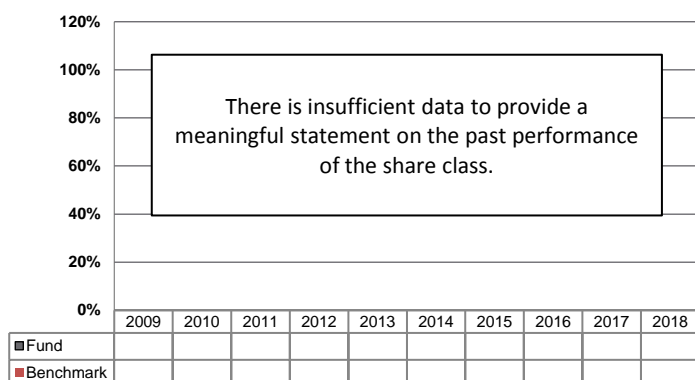 120%
100%
80%
60%
40%
20%
0%
There is insufficient data to provide a
meaningful statement on the past performance
of the share class.
2009 2010 2011 2012 2013 2014 2015 2016 2017 2018
Fund
Benchmark